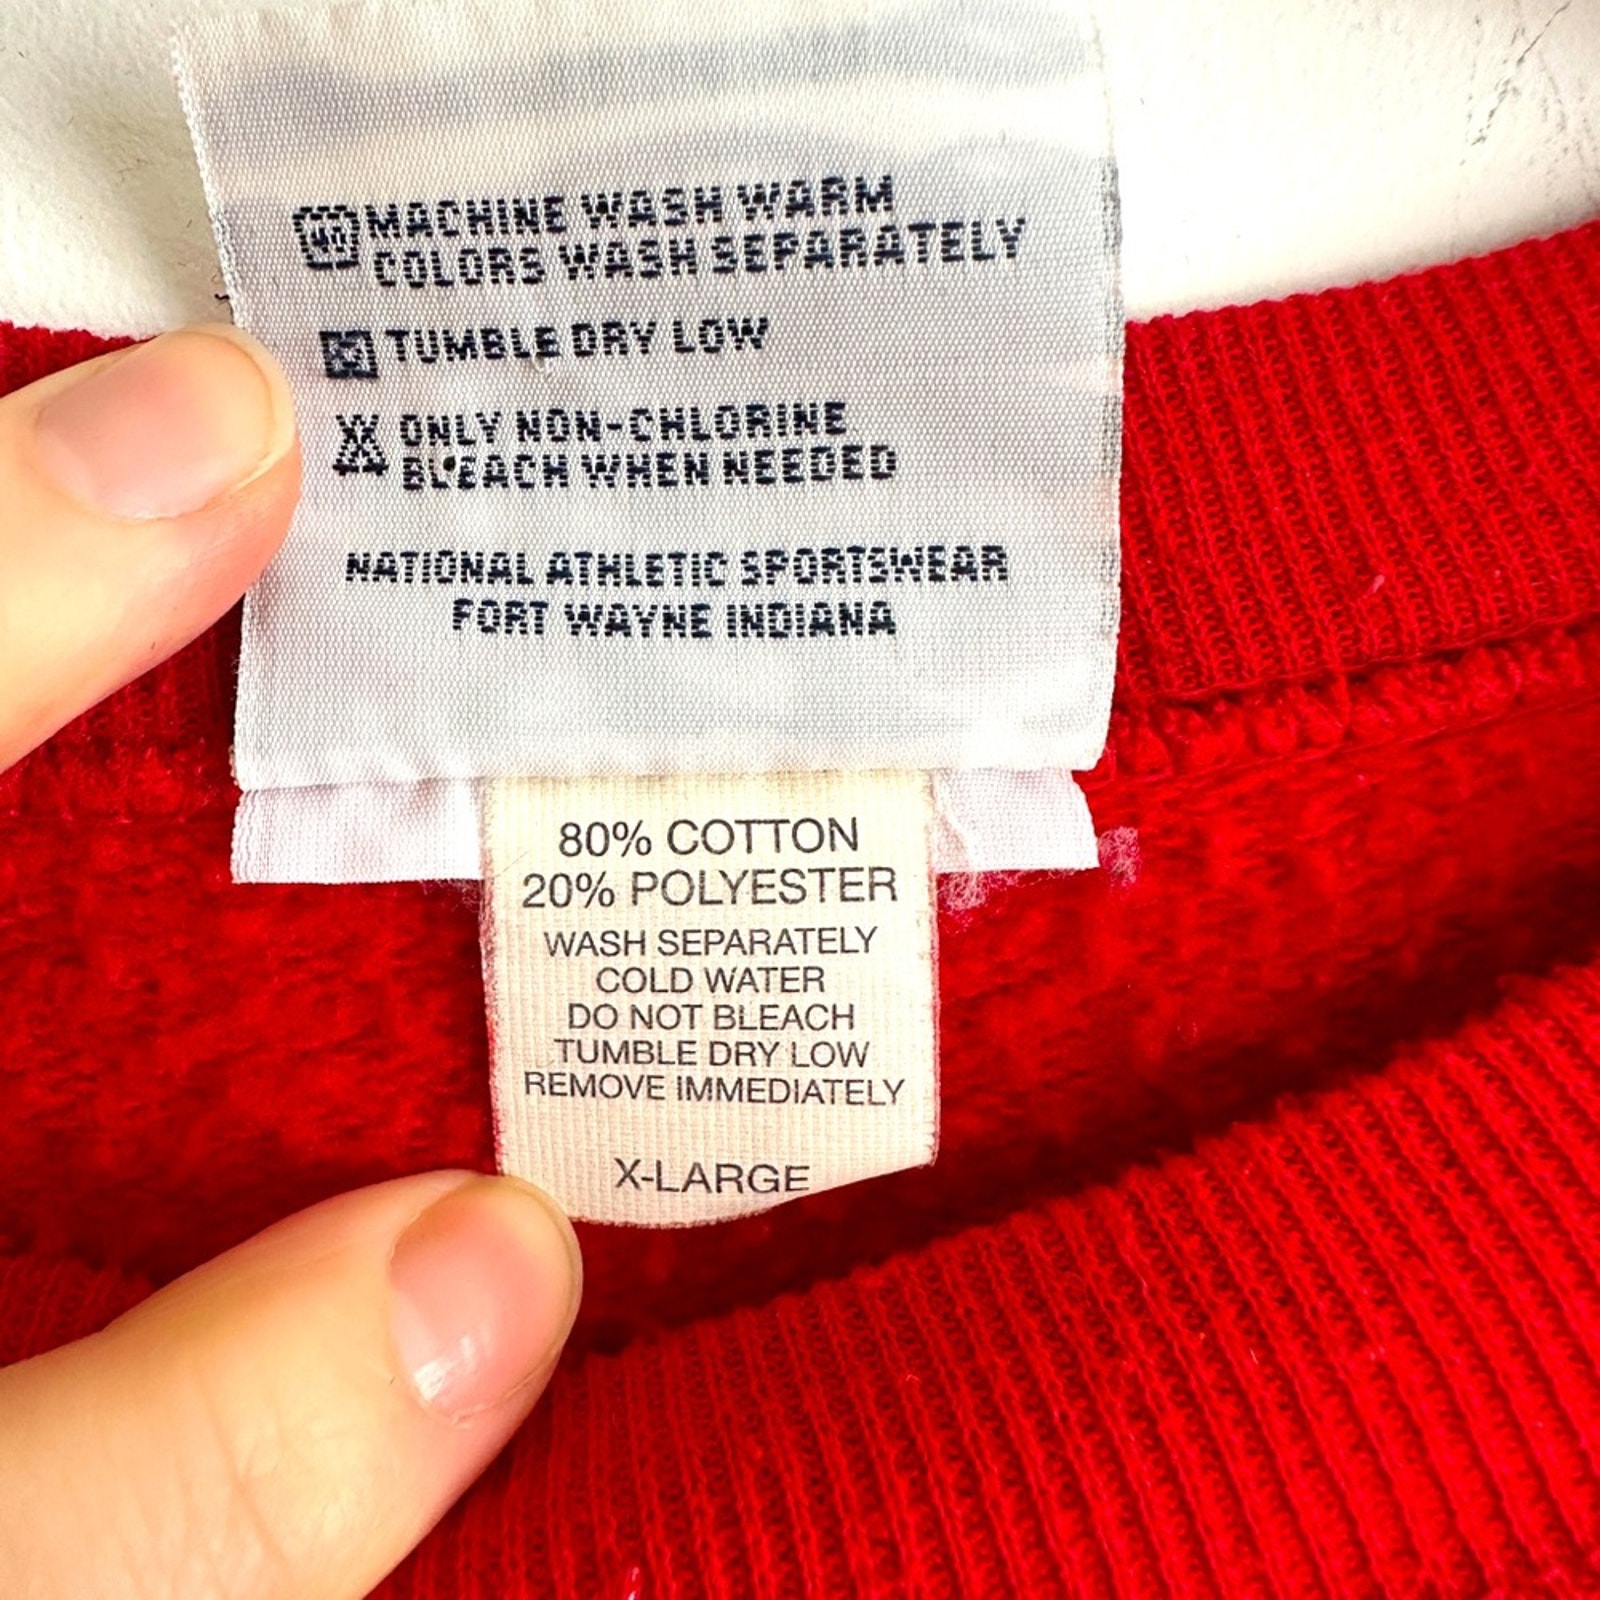 MACHINE WASH WARM
COLORS WASH SEPARATELY
TUMBLE DRY LOW
ONLY NON-CHLORINE
BLEACH WHEN NEEDED
NATIONAL ATHLETIC SPORTSWEAR
FORT WAYNE INDIANA
80% COTTON
20% POLYESTER
WASH SEPARATELY
COLD WATER
DO NOT BLEACH
TUMBLE DRY LOW
REMOVE IMMEDIATELY
X-LARGE